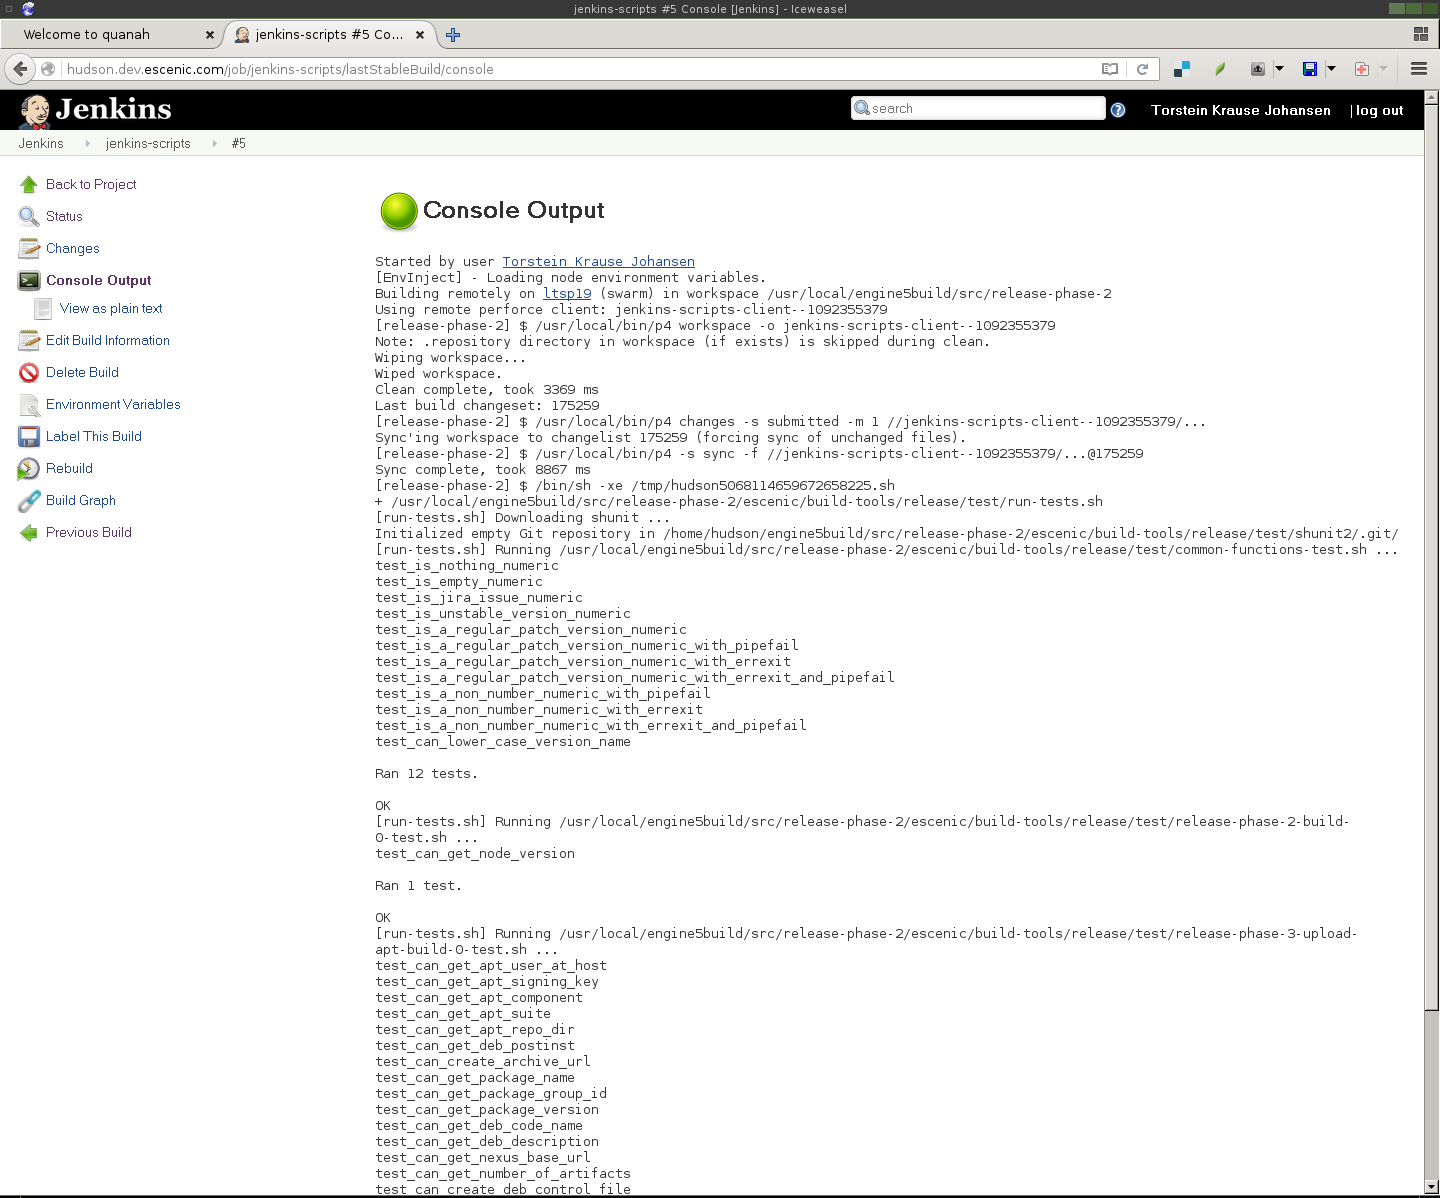 jenkins-scripts #5 Console [Jenkins] - Iceweasel
Welcome to quanah
jenkins-scripts #5 Co...
hudson.dev.escenic.com/job/jenkins-scripts/lastStableBuild/console
Jenkins
search
Torstein Krause Johansen
| log out
Jenkins
jenkins-scripts
#5
Back to Project
Status
Changes
Console Output
View as plain text
Edit Build Information
Delete Build
Environment Variables
Label This Build
Rebuild
Build Graph
Previous Build
Console Output
Started by user Torstein Krause Johansen
[EnvInject] - Loading node environment variables.
Building remotely on ltsp19 (swarm) in workspace /usr/local/engine5build/src/release-phase-2
Using remote perforce client: jenkins-scripts-client--1092355379
[release-phase-2] $ /usr/local/bin/p4 workspace -o jenkins-scripts-client--1092355379
Note: .repository directory in workspace (if exists) is skipped during clean.
Wiping workspace...
Wiped workspace.
Clean complete, took 3369 ms
Last build changeset: 175259
[release-phase-2] $ /usr/local/bin/p4 changes -s submitted -m 1 //jenkins-scripts-client--1092355379/...
Sync'ing workspace to changelist 175259 (forcing sync of unchanged files).
[release-phase-2] $ /usr/local/bin/p4 -s sync -f //jenkins-scripts-client--1092355379/...@175259
Sync complete, took 8867 ms
[release-phase-2] $ /bin/sh -xe /tmp/hudson5068114659672658225.sh
+ /usr/local/engine5build/src/release-phase-2/escenic/build-tools/release/test/run-tests.sh
[run-tests.sh] Downloading shunit ...
Initialized empty Git repository in /home/hudson/engine5build/src/release-phase-2/escenic/build-tools/release/test/shunit2/.git/
[run-tests.sh] Running /usr/local/engine5build/src/release-phase-2/escenic/build-tools/release/test/common-functions-test.sh ...
test_is_nothing_numeric
test_is_empty_numeric
test_is_jira_issue_numeric
test_is_unstable_version_numeric
test_is_a_regular_patch_version_numeric
test_is_a_regular_patch_version_numeric_with_pipefail
test_is_a_regular_patch_version_numeric_with_errexit
test_is_a_regular_patch_version_numeric_with_errexit_and_pipefail
test_is_a_non_number_numeric_with_pipefail
test_is_a_non_number_numeric_with_errexit
test_is_a_non_number_numeric_with_errexit_and_pipefail
test_can_lower_case_version_name
Ran 12 tests.
OK
[run-tests.sh] Running /usr/local/engine5build/src/release-phase-2/escenic/build-tools/release/test/release-phase-2-build-
0-test.sh ...
test_can_get_node_version
Ran 1 test.
OK
[run-tests.sh] Running /usr/local/engine5build/src/release-phase-2/escenic/build-tools/release/test/release-phase-3-upload-
apt-build-0-test.sh ...
test_can_get_apt_user_at_host
test_can_get_apt_signing_key
test_can_get_apt_component
test_can_get_apt_suite
test_can_get_apt_repo_dir
test_can_get_deb_postinst
test_can_create_archive_url
test_can_get_package_name
test_can_get_package_group_id
test_can_get_package_version
test_can_get_deb_code_name
test_can_get_deb_description
test_can_get_nexus_base_url
test_can_get_number_of_artifacts
test_can_create_deb_control_file